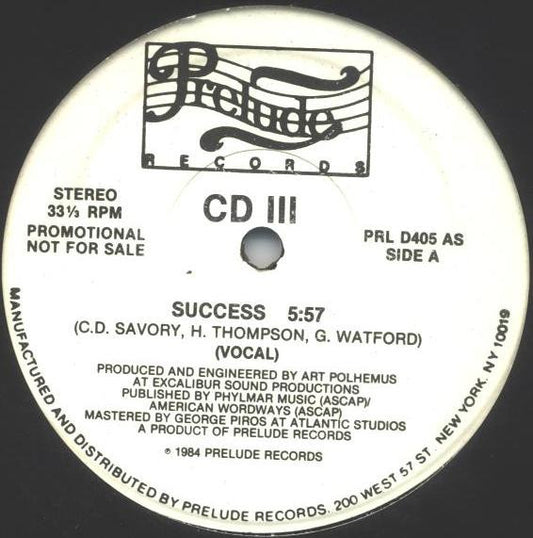 Prelude
RECORDS
CD III
STEREO
33⅓ RPM
PROMOTIONAL
NOT FOR SALE
PRL D405 AS
SIDE A
SUCCESS 5:57
(C.D. SAVORY, H. THOMPSON, G. WATFORD)
(VOCAL)
PRODUCED AND ENGINEERED BY ART POLHEMUS
AT EXCALIBUR SOUND PRODUCTIONS
PUBLISHED BY PHYLMAR MUSIC (ASCAP)/
AMERICAN WORDWAYS (ASCAP)
MASTERED BY GEORGE PIROS AT ATLANTIC STUDIOS
A PRODUCT OF PRELUDE RECORDS
℗ 1984 PRELUDE RECORDS
MANUFACTURED AND DISTRIBUTED BY PRELUDE RECORDS, 200 WEST 57 ST. NEW YORK, NY 10019